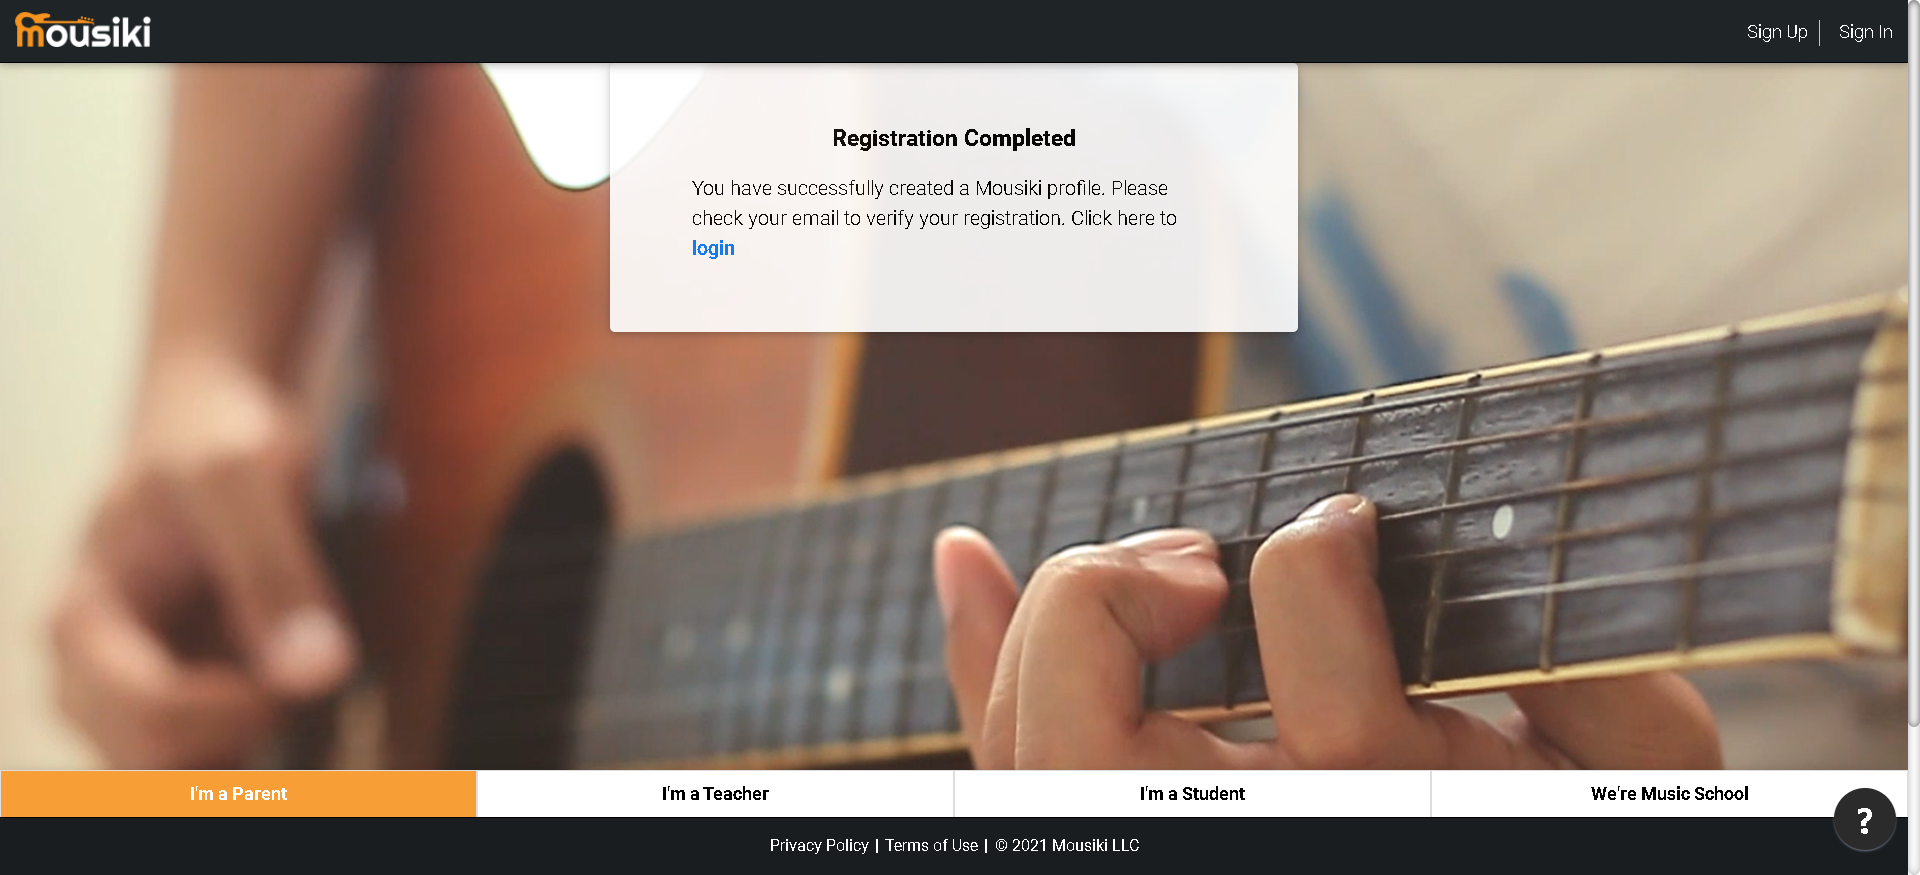 mousiki
Sign Up
Sign In
Registration Completed
You have successfully created a Mousiki profile. Please
check your email to verify your registration. Click here to
login
I'm a Parent
I'm a Teacher
I'm a Student
We're Music School
?
Privacy Policy | Terms of Use | © 2021 Mousiki LLC